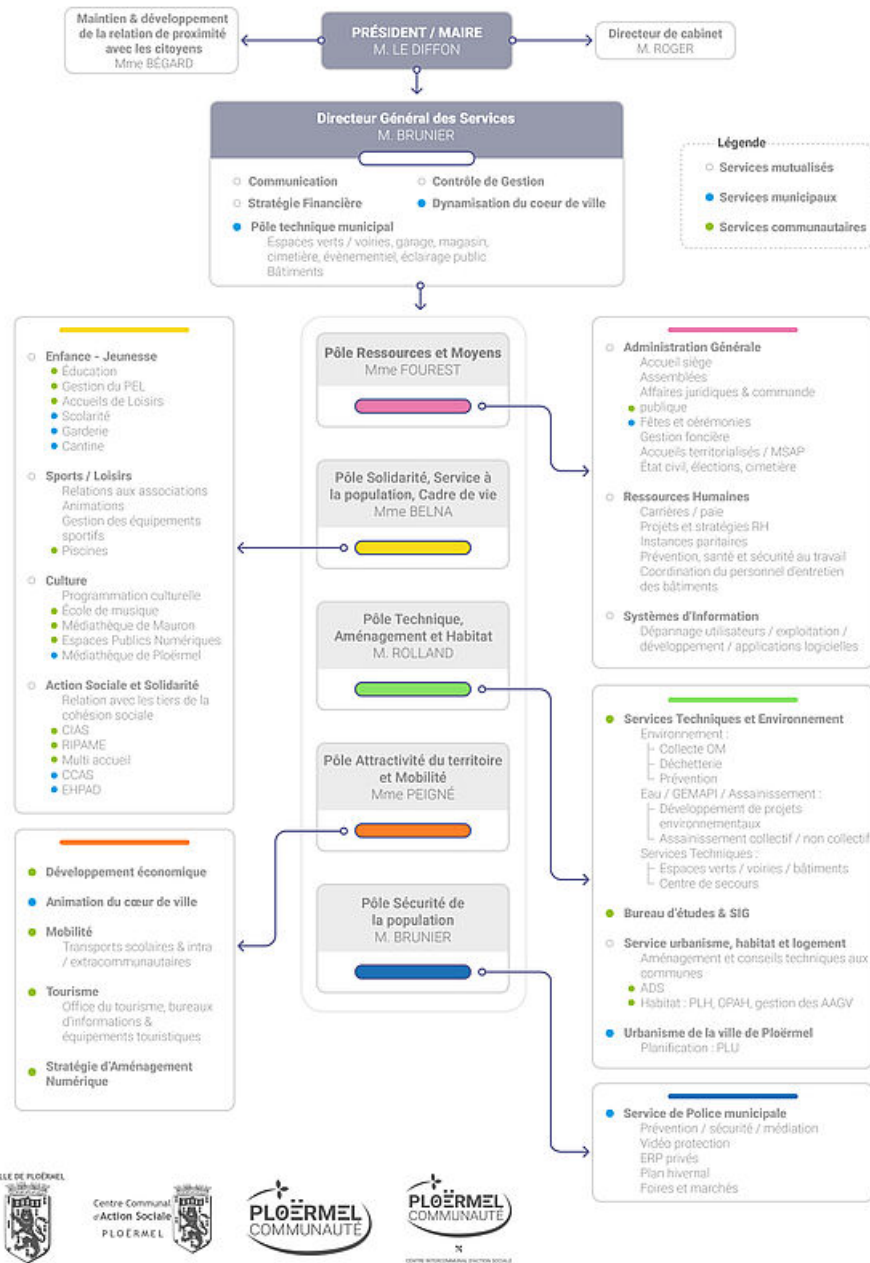 Maintien & développement
de la relation de proximité
avec les citoyens
Mme BÉGARD
PRÉSIDENT / MAIRE
M. LE DIFFON
Directeur de cabinet
M. ROGER
Directeur Général des Services
M. BRUNIER
Communication
Contrôle de Gestion
Stratégie Financière
Dynamisation du coeur de ville
Pôle technique municipal
Espaces verts / voiries, garage, magasin,
cimetière, évènementiel, éclairage public
Bâtiments
Légende
Services mutualisés
Services municipaux
Services communautaires
Enfance - Jeunesse
Éducation
Gestion du PEL
Accueils de Loisirs
Scolarité
Garderie
Cantine
Sports / Loisirs
Relations aux associations
Animations
Gestion des équipements
sportifs
Piscines
Culture
Programmation culturelle
École de musique
Médiathèque de Mauron
Espaces Publics Numériques
Médiathèque de Ploërmel
Action Sociale et Solidarité
Relation avec les tiers de la
cohésion sociale
CIAS
RIPAME
Multi accueil
CCAS
EHPAD
Développement économique
Animation du cœur de ville
Mobilité
Transports scolaires & intra
/ extracommunautaires
Tourisme
Office du tourisme, bureaux
d'informations &
équipements touristiques
Stratégie d'Aménagement
Numérique
Pôle Ressources et Moyens
Mme FOUREST
Pôle Solidarité, Service à
la population, Cadre de vie
Mme BELNA
Pôle Technique,
Aménagement et Habitat
M. ROLLAND
Pôle Attractivité du territoire
et Mobilité
Mme PEIGNÉ
Pôle Sécurité de
la population
M. BRUNIER
Administration Générale
Accueil siège
Assemblées
Affaires juridiques & commande
publique
Fêtes et cérémonies
Gestion foncière
Accueils territorialisés / MSAP
État civil, élections, cimetière
Ressources Humaines
Carrières / paie
Projets et stratégies RH
Instances paritaires
Prévention, santé et sécurité au travail
Coordination du personnel d'entretien
des bâtiments
Systèmes d'Information
Dépannage utilisateurs / exploitation /
développement / applications logicielles
Services Techniques et Environnement
Environnement :
Collecte OM
Déchetterie
Prévention
Eau / GEMAPI / Assainissement :
Développement de projets
environnementaux
Assainissement collectif / non collectif
Services Techniques :
Espaces verts / voiries / bâtiments
Centre de secours
Bureau d'études & SIG
Service urbanisme, habitat et logement
Aménagement et conseils techniques aux
communes
ADS
Habitat : PLH, OPAH, gestion des AAGV
Urbanisme de la ville de Ploërmel
Planification : PLU
Service de Police municipale
Prévention / sécurité / médiation
Vidéo protection
ERP privés
Plan hivernal
Foires et marchés
VILLE DE PLOËRMEL
Centre Communal
d'Action Sociale
PLOËRMEL
PLOËRMEL
COMMUNAUTÉ
PLOËRMEL
COMMUNAUTÉ
CENTRE INTERCOMMUNAL D'ACTION SOCIALE